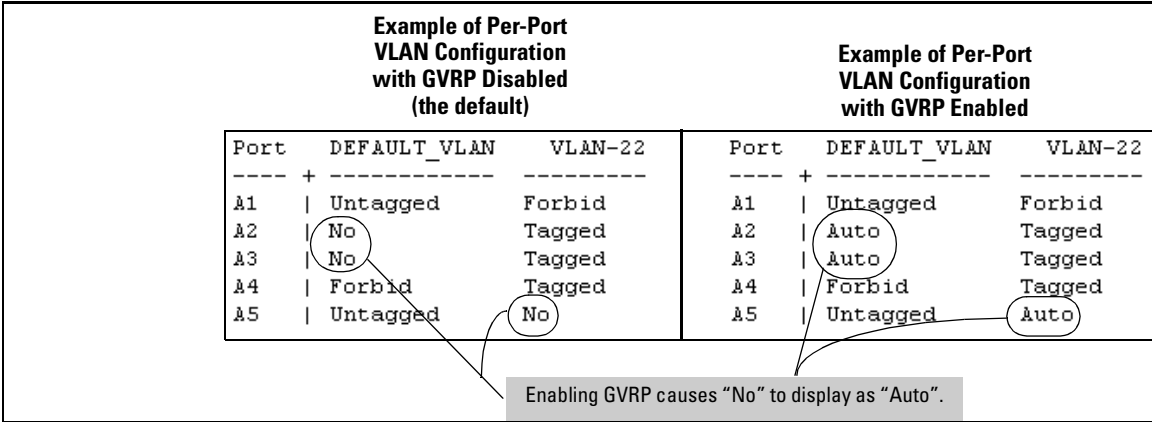 Example of Per-Port
VLAN Configuration
with GVRP Disabled
(the default)
Example of Per-Port
VLAN Configuration
with GVRP Enabled
Port DEFAULT_VLAN VLAN-22
---- + ------------ ---------
A1 | Untagged Forbid
A2 | No Tagged
A3 | No Tagged
A4 | Forbid Tagged
A5 | Untagged No
Port DEFAULT_VLAN VLAN-22
---- + ------------ ---------
A1 | Untagged Forbid
A2 | Auto Tagged
A3 | Auto Tagged
A4 | Forbid Tagged
A5 | Untagged Auto
Enabling GVRP causes “No” to display as “Auto”.